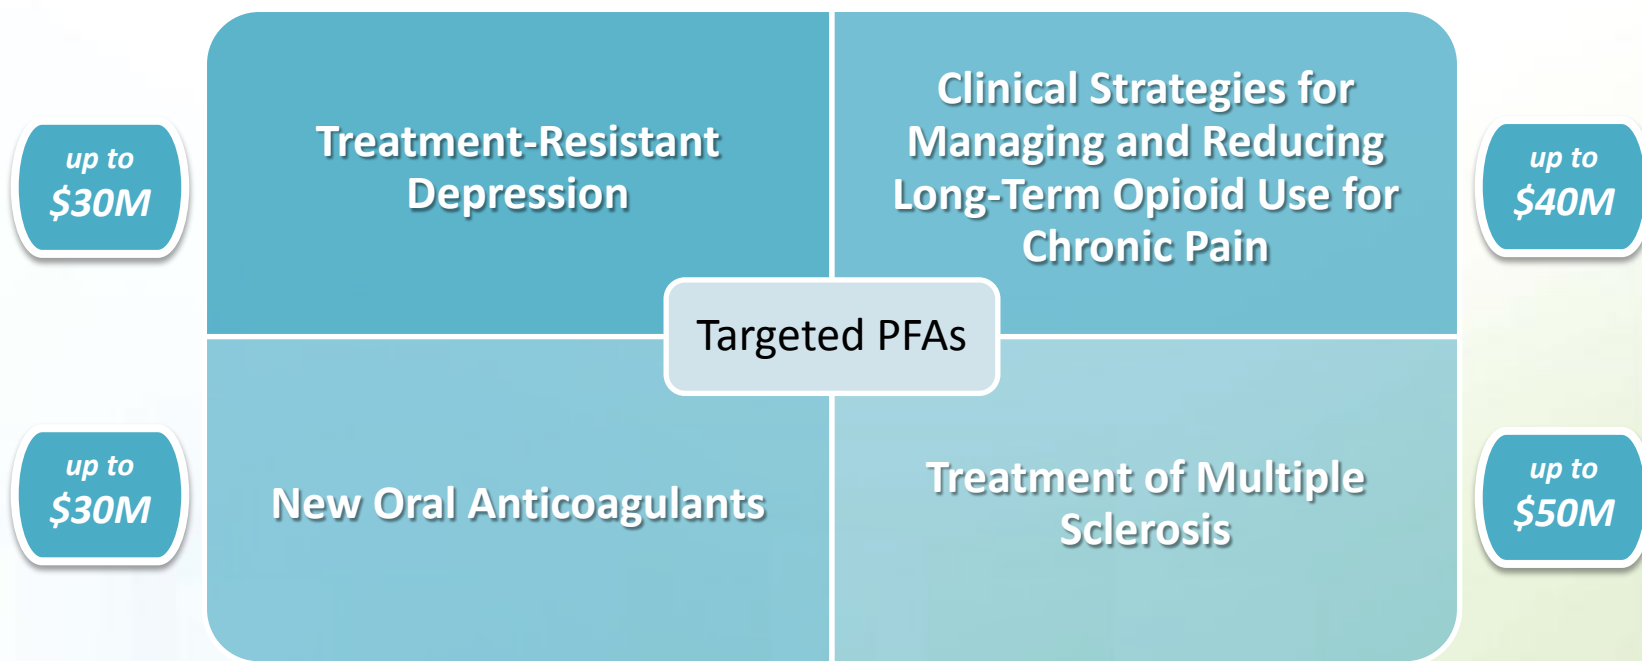 up to
$30M
Treatment-Resistant
Depression
Clinical Strategies for
Managing and Reducing
Long-Term Opioid Use for
Chronic Pain
up to
$40M
Targeted PFAs
up to
$30M
New Oral Anticoagulants
Treatment of Multiple
Sclerosis
up to
$50M